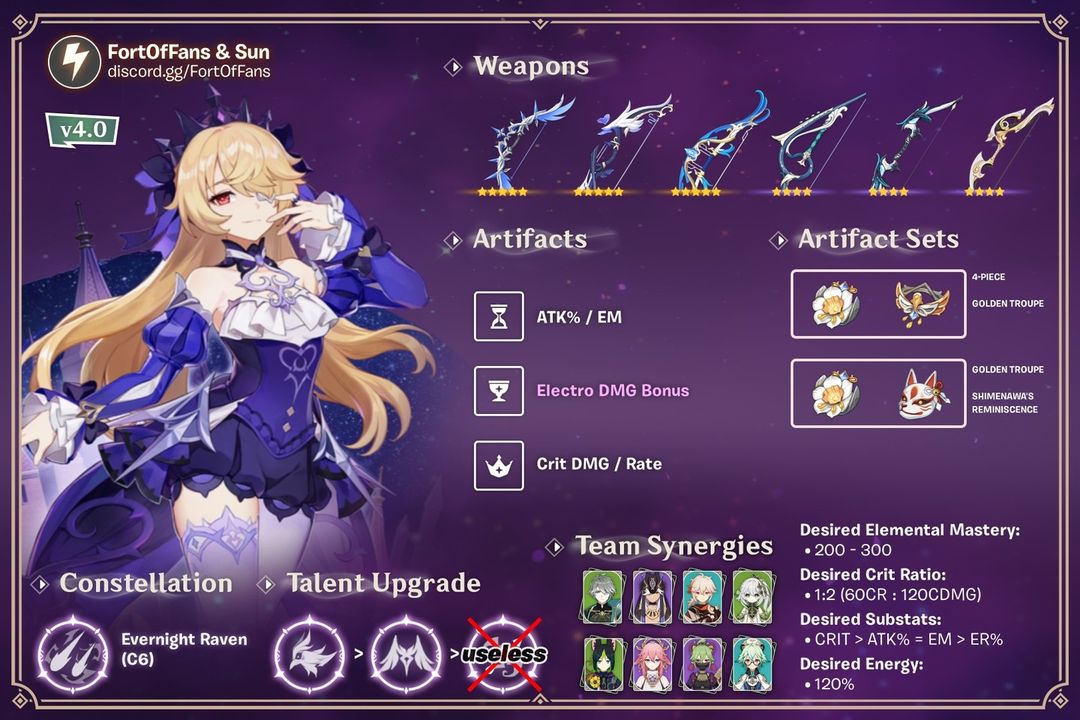 FortOfFans & Sun
discord.gg/FortOfFans
v4.0
Weapons
Artifacts
ATK% / EM
Electro DMG Bonus
Crit DMG / Rate
Artifact Sets
4-PIECE
GOLDEN TROUPE
GOLDEN TROUPE
SHIMENAWA'S
REMINISCENCE
Constellation
Evernight Raven
(C6)
Talent Upgrade
> > useless
Team Synergies
Desired Elemental Mastery:
• 200 - 300
Desired Crit Ratio:
• 1:2 (60CR : 120CDMG)
Desired Substats:
• CRIT > ATK% = EM > ER%
Desired Energy:
• 120%